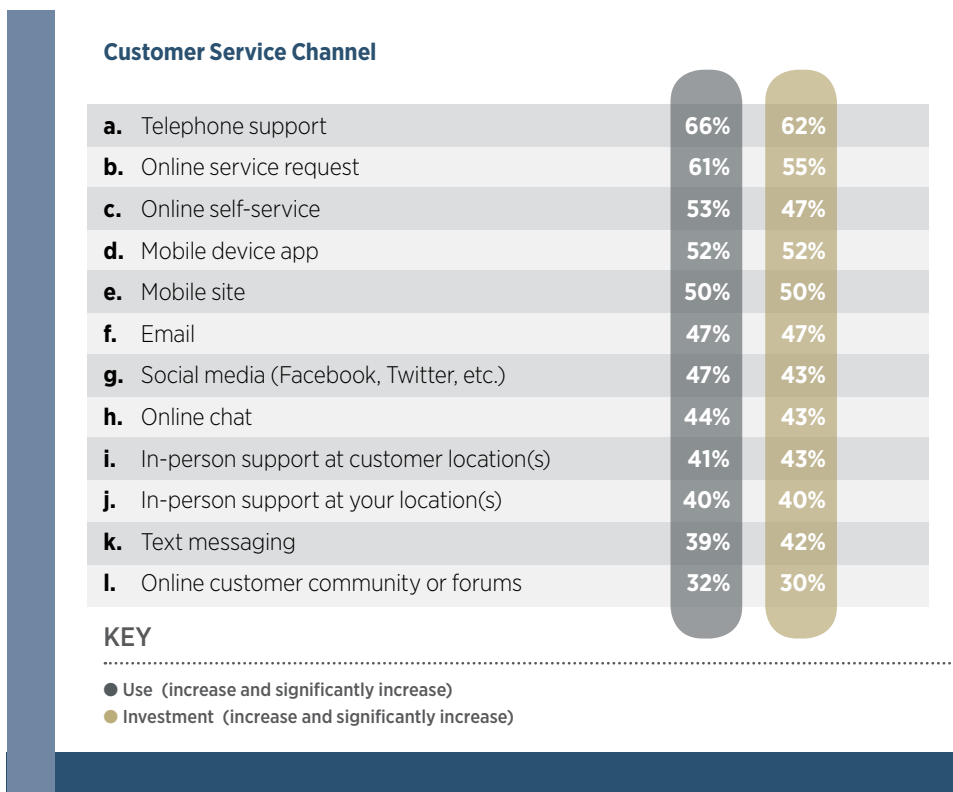 Customer Service Channel
a. Telephone support 66% 62%
b. Online service request 61% 55%
c. Online self-service 53% 47%
d. Mobile device app 52% 52%
e. Mobile site 50% 50%
f. Email 47% 47%
g. Social media (Facebook, Twitter, etc.) 47% 43%
h. Online chat 44% 43%
i. In-person support at customer location(s) 41% 43%
j. In-person support at your location(s) 40% 40%
k. Text messaging 39% 42%
l. Online customer community or forums 32% 30%
KEY
Use (increase and significantly increase)
Investment (increase and significantly increase)